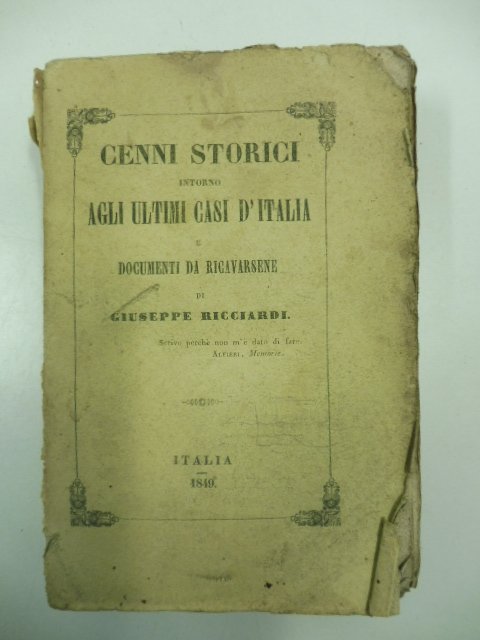 CENNI STORICI
INTORNO
AGLI ULTIMI CASI D'ITALIA
E
DOCUMENTI DA RICAVARSENE
DI
GIUSEPPE RICCIARDI.
Scrivo perchè non m'è dato di fare.
ALFIERI, Memorie.
ITALIA
1849.